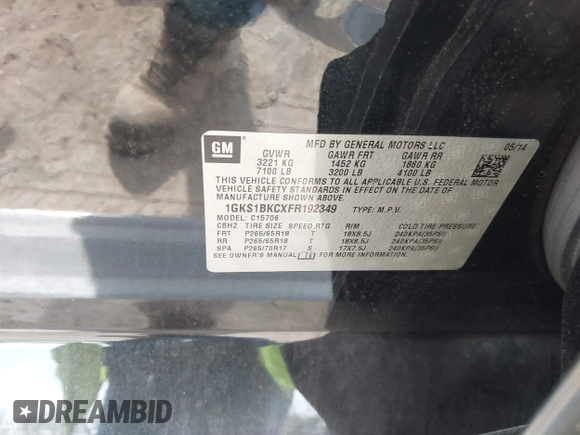 GM
MFD BY GENERAL MOTORS LLC
05/14
GVWR GAWR FRT GAWR RR
3221 KG 1452 KG 1860 KG
7100 LB 3200 LB 4100 LB
THIS VEHICLE CONFORMS TO ALL APPLICABLE U.S. FEDERAL MOTOR
VEHICLE SAFETY STANDARDS IN EFFECT ON THE DATE OF
MANUFACTURE SHOWN ABOVE.
1GKS1BKCXFR192349 TYPE: M.P.V.
MODEL: C15706
CBH2 TIRE SIZE SPEED RTG RIM COLD TIRE PRESSURE
FRT P265/65R18 T 18X8.5J 240KPA(35PSI)
RR P265/65R18 T 18X8.5J 240KPA(35PSI)
SPA P265/70R17 S 17X7.5J 240KPA(35PSI)
SEE OWNER'S MANUAL
DREAMBID